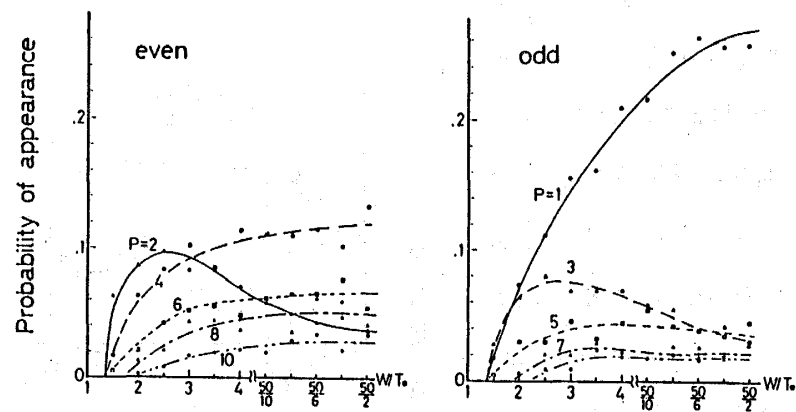 Probability of appearance
even
.2
.1
0
P=2
4
6
8
10
1 2 3 4 50/10 50/6 50/2 W/T₀
odd
.2
.1
0
P=1
3
5
7
1 2 3 4 50/10 50/6 50/2 W/T₀